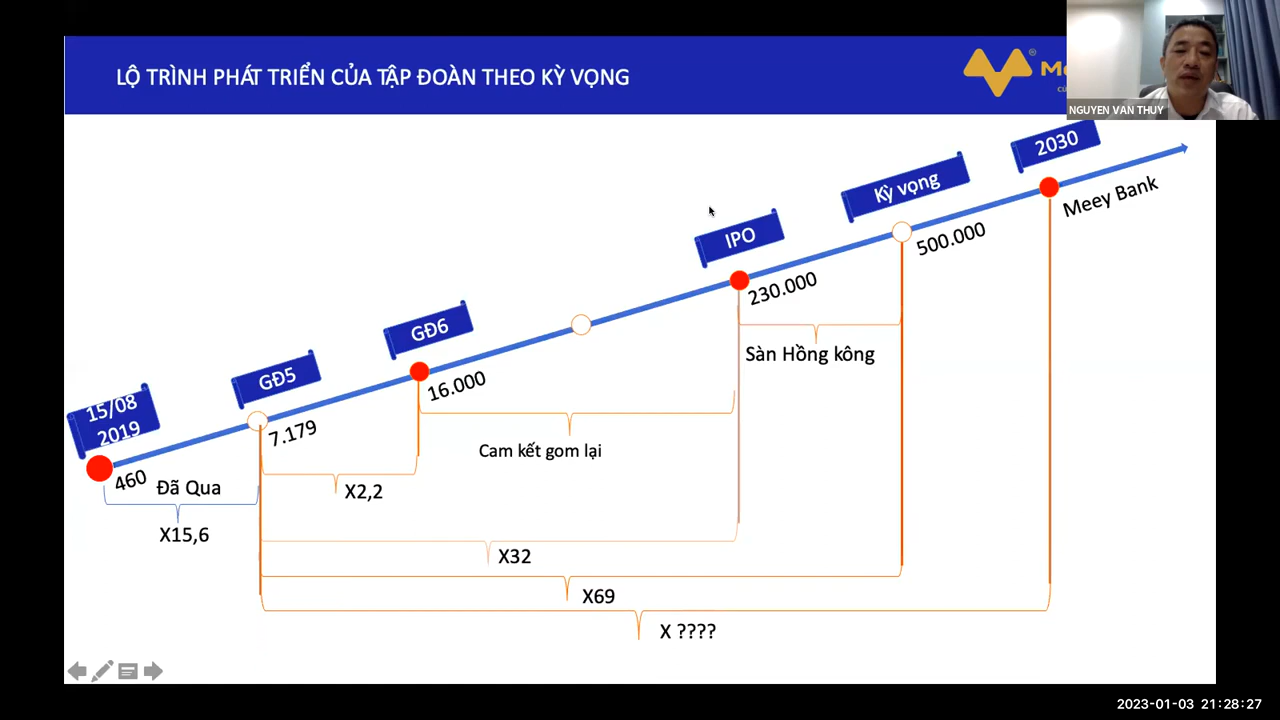 LỘ TRÌNH PHÁT TRIỂN CỦA TẬP ĐOÀN THEO KỲ VỌNG
NGUYEN VAN THUY
2030
Meey Bank
Kỳ vọng
500.000
IPO
230.000
Sàn Hồng kông
GĐ6
16.000
Cam kết gom lại
GĐ5
7.179
X2,2
15/08
2019
460
Đã Qua
X15,6
X32
X69
X ????
2023-01-03 21:28:27